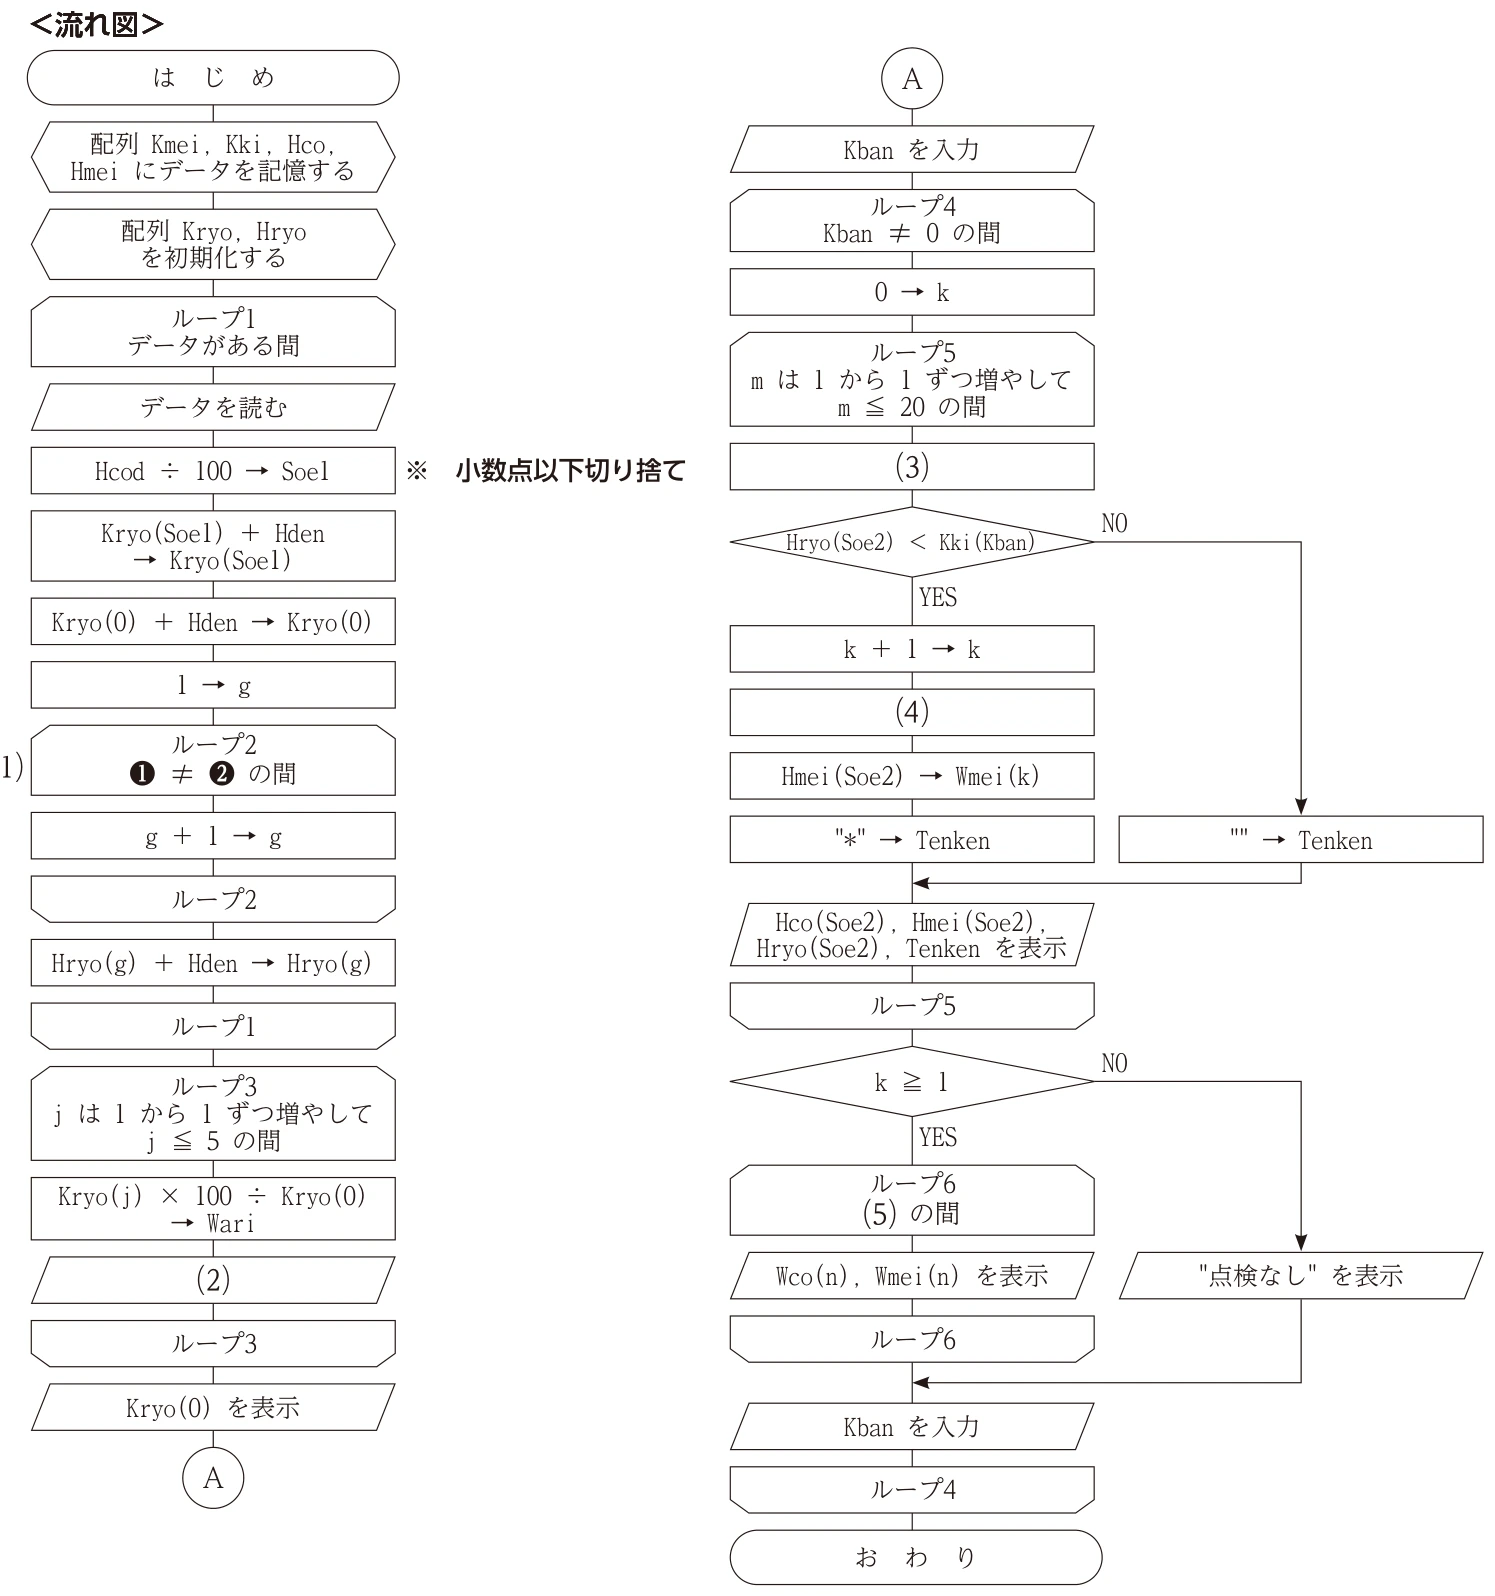 ＜流れ図＞
は じ め
配列 Kmei, Kki, Hco,
Hmei にデータを記憶する
配列 Kryo, Hryo
を初期化する
ループ1
データがある間
データを読む
Hcod ÷ 100 → Soe1
※ 小数点以下切り捨て
Kryo(Soe1) ＋ Hden
→ Kryo(Soe1)
Kryo(0) ＋ Hden → Kryo(0)
1 → g
1)
ループ2
❶ ≠ ❷ の間
g ＋ 1 → g
ループ2
Hryo(g) ＋ Hden → Hryo(g)
ループ1
ループ3
j は 1 から 1 ずつ増やして
j ≦ 5 の間
Kryo(j) × 100 ÷ Kryo(0)
→ Wari
(2)
ループ3
Kryo(0) を表示
A
A
Kban を入力
ループ4
Kban ≠ 0 の間
0 → k
ループ5
m は 1 から 1 ずつ増やして
m ≦ 20 の間
(3)
Hryo(Soe2) ＜ Kki(Kban)
NO
YES
k ＋ 1 → k
(4)
Hmei(Soe2) → Wmei(k)
"*" → Tenken
"" → Tenken
Hco(Soe2), Hmei(Soe2),
Hryo(Soe2), Tenken を表示
ループ5
k ≧ 1
NO
YES
ループ6
(5) の間
Wco(n), Wmei(n) を表示
"点検なし" を表示
ループ6
Kban を入力
ループ4
お わ り